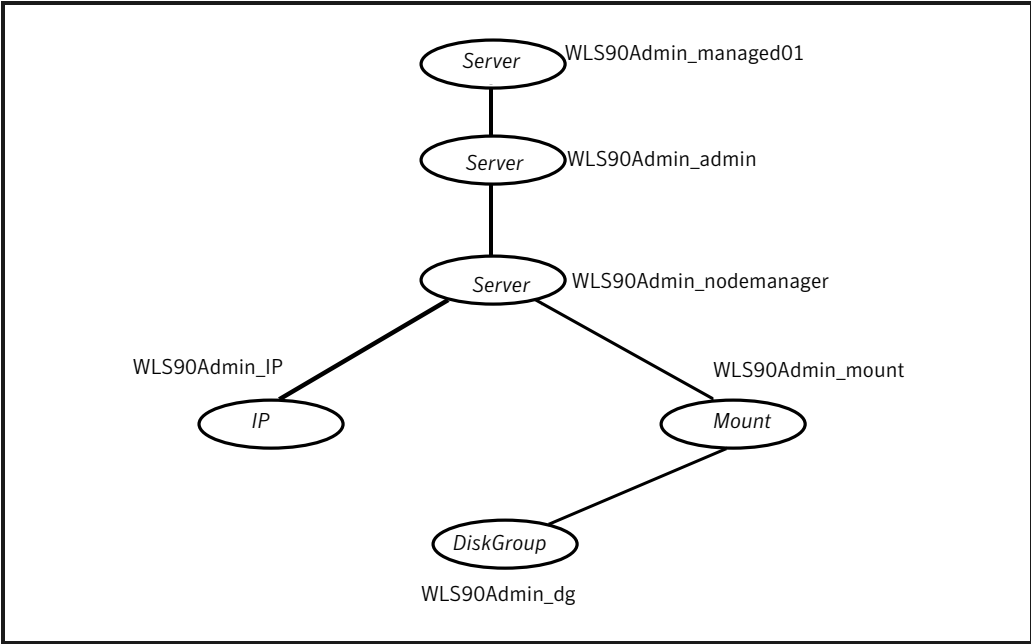 Server
WLS90Admin_managed01
Server
WLS90Admin_admin
Server
WLS90Admin_nodemanager
WLS90Admin_IP
WLS90Admin_mount
IP
Mount
DiskGroup
WLS90Admin_dg